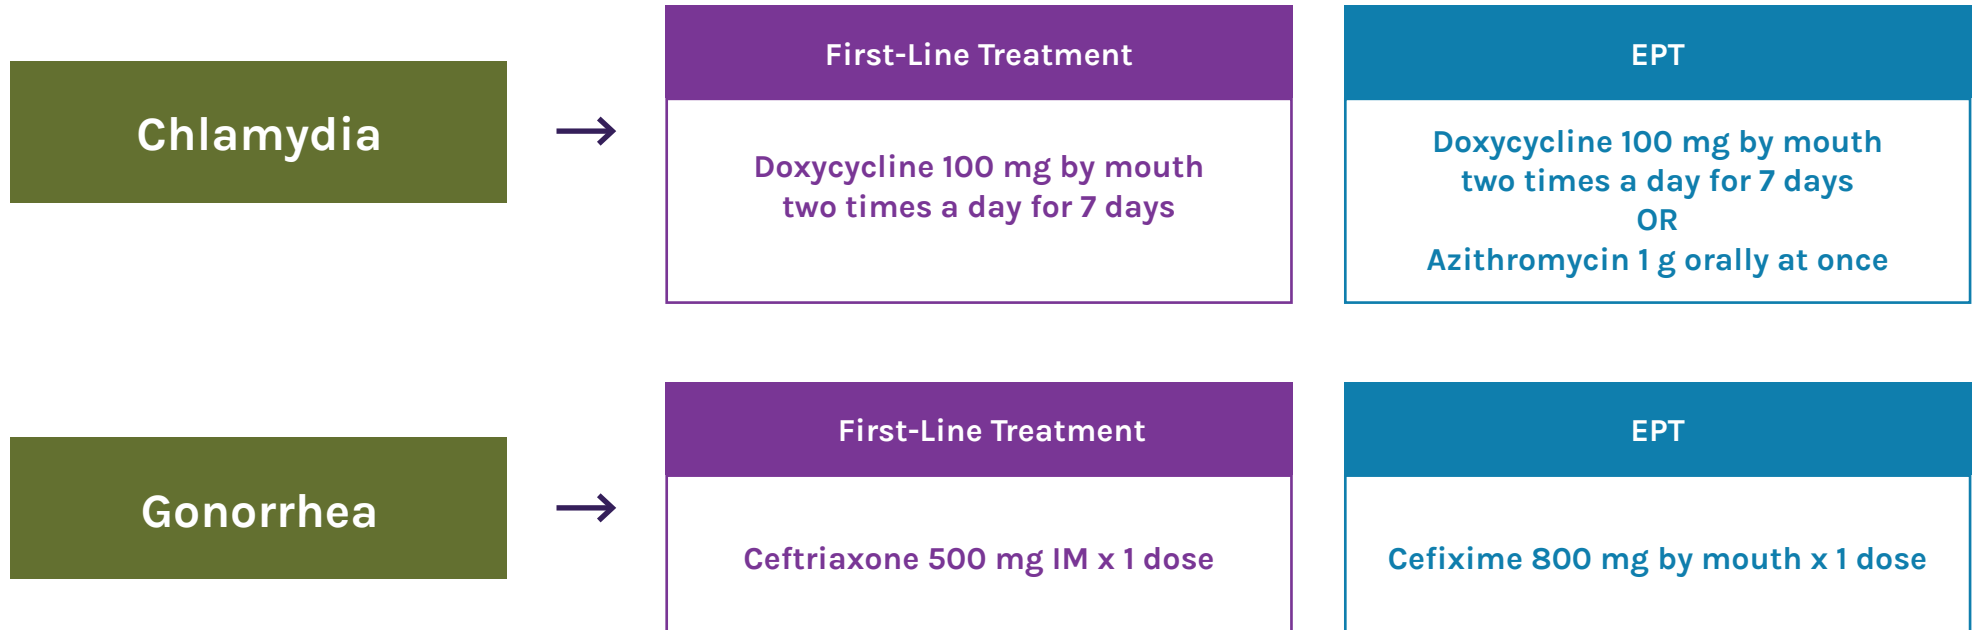 Chlamydia
→
First-Line Treatment
Doxycycline 100 mg by mouth
two times a day for 7 days
EPT
Doxycycline 100 mg by mouth
two times a day for 7 days
OR
Azithromycin 1 g orally at once
Gonorrhea
→
First-Line Treatment
Ceftriaxone 500 mg IM x 1 dose
EPT
Cefixime 800 mg by mouth x 1 dose